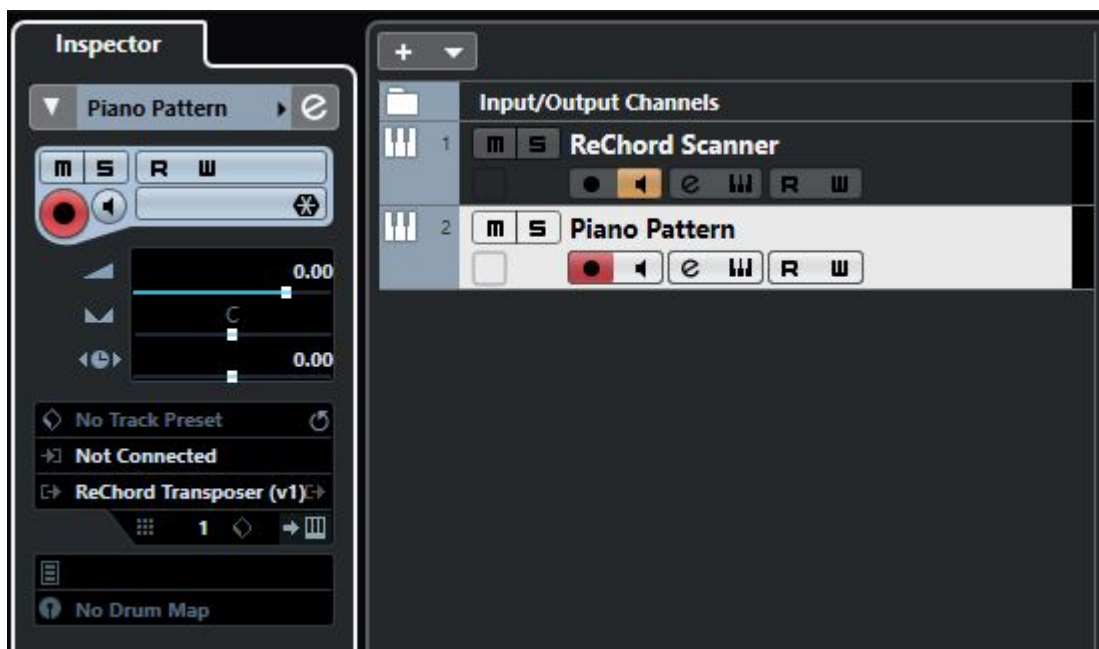 Inspector
Piano Pattern
m S R W
0.00
C
0.00
No Track Preset
Not Connected
ReChord Transposer (v1)
1
No Drum Map
+
Input/Output Channels
1 m S ReChord Scanner
e R W
2 m S Piano Pattern
e R W